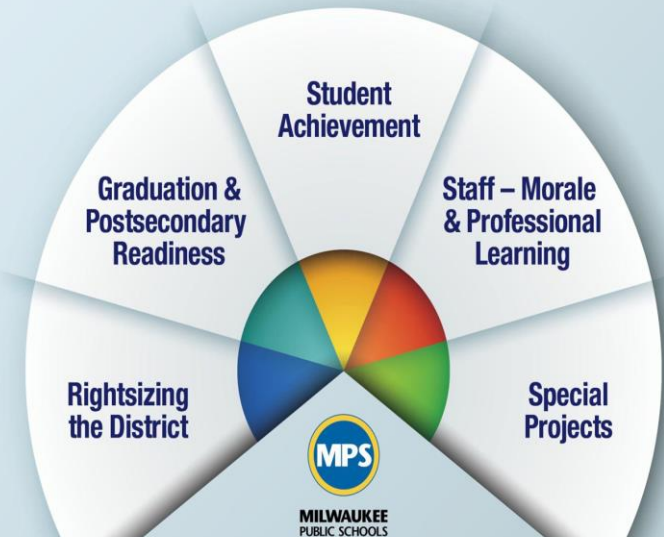 Student
Achievement
Graduation &
Postsecondary
Readiness
Staff – Morale
& Professional
Learning
Rightsizing
the District
Special
Projects
MPS
MILWAUKEE
PUBLIC SCHOOLS